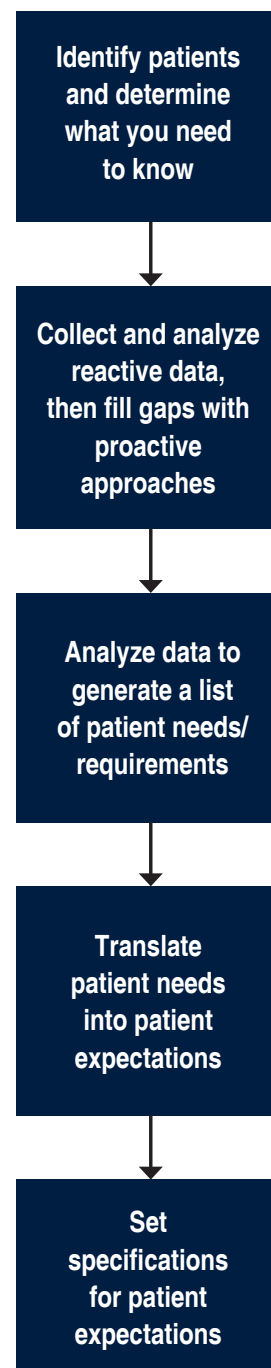 Identify patients
and determine
what you need
to know
Collect and analyze
reactive data,
then fill gaps with
proactive
approaches
Analyze data to
generate a list
of patient needs/
requirements
Translate
patient needs
into patient
expectations
Set
specifications
for patient
expectations